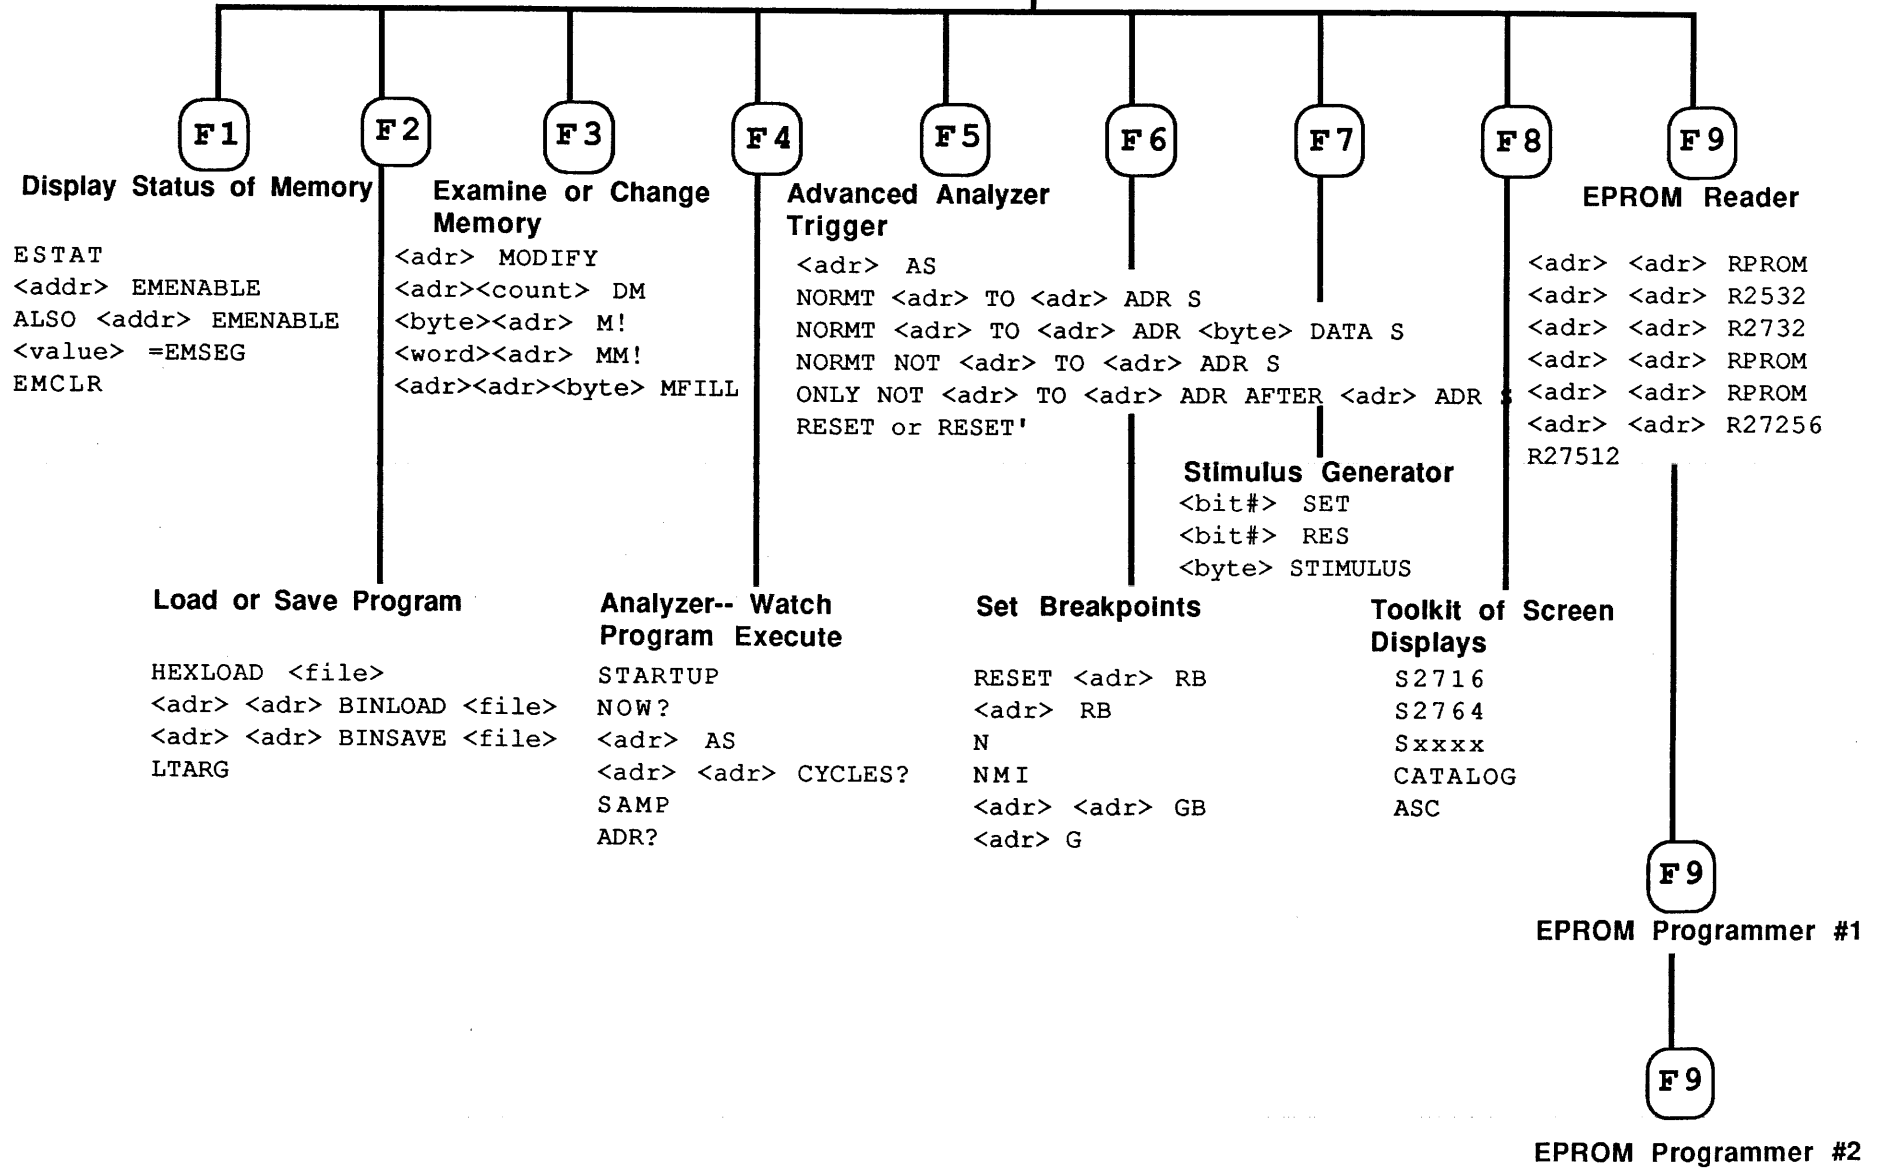 F1
F2
F3
F4
F5
F6
F7
F8
F9
Display Status of Memory
ESTAT
<addr> EMENABLE
ALSO <addr> EMENABLE
<value> =EMSEG
EMCLR
Examine or Change
Memory
<adr> MODIFY
<adr><count> DM
<byte><adr> M!
<word><adr> MM!
<adr><adr><byte> MFILL
Advanced Analyzer
Trigger
<adr> AS
NORMT <adr> TO <adr> ADR S
NORMT <adr> TO <adr> ADR <byte> DATA S
NORMT NOT <adr> TO <adr> ADR S
ONLY NOT <adr> TO <adr> ADR AFTER <adr> ADR S
RESET or RESET'
EPROM Reader
<adr> <adr> RPROM
<adr> <adr> R2532
<adr> <adr> R2732
<adr> <adr> RPROM
<adr> <adr> RPROM
<adr> <adr> R27256
R27512
Stimulus Generator
<bit#> SET
<bit#> RES
<byte> STIMULUS
Load or Save Program
HEXLOAD <file>
<adr> <adr> BINLOAD <file>
<adr> <adr> BINSAVE <file>
LTARG
Analyzer-- Watch
Program Execute
STARTUP
NOW?
<adr> AS
<adr> <adr> CYCLES?
SAMP
ADR?
Set Breakpoints
RESET <adr> RB
<adr> RB
N
NMI
<adr> <adr> GB
<adr> G
Toolkit of Screen
Displays
S2716
S2764
Sxxxx
CATALOG
ASC
F9
EPROM Programmer #1
F9
EPROM Programmer #2